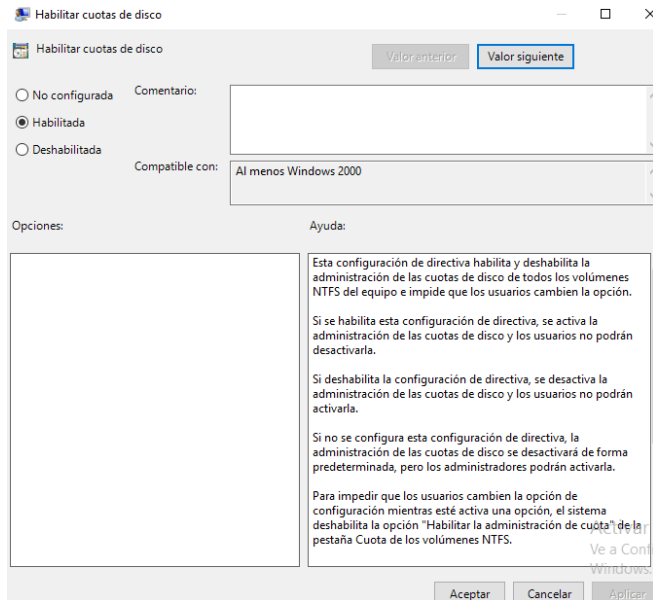 Habilitar cuotas de disco
Habilitar cuotas de disco
Valor anterior
Valor siguiente
No configurada
Comentario:
Habilitada
Deshabilitada
Compatible con:
Al menos Windows 2000
Opciones:
Ayuda:
Esta configuración de directiva habilita y deshabilita la
administración de las cuotas de disco de todos los volúmenes
NTFS del equipo e impide que los usuarios cambien la opción.
Si se habilita esta configuración de directiva, se activa la
administración de las cuotas de disco y los usuarios no podrán
desactivarla.
Si deshabilita la configuración de directiva, se desactiva la
administración de las cuotas de disco y los usuarios no podrán
activarla.
Si no se configura esta configuración de directiva, la
administración de las cuotas de disco se desactivará de forma
predeterminada, pero los administradores podrán activarla.
Para impedir que los usuarios cambien la opción de
configuración mientras esté activa una opción, el sistema
deshabilita la opción "Habilitar la administración de cuota" de la
pestaña Cuota de los volúmenes NTFS.
Activar
Ve a Conf
Windows.
Aceptar
Cancelar
Aplicar